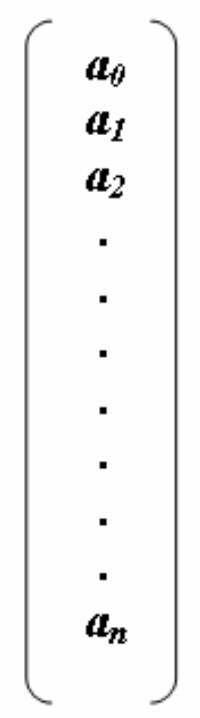 a₀
a₁
a₂
.
.
.
.
.
.
.
aₙ